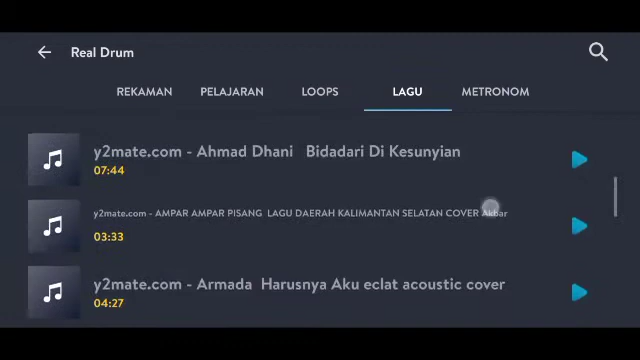 Real Drum
REKAMAN PELAJARAN LOOPS LAGU METRONOM
y2mate.com - Ahmad Dhani Bidadari Di Kesunyian
07:44
y2mate.com - AMPAR AMPAR PISANG LAGU DAERAH KALIMANTAN SELATAN COVER Akbar
03:33
y2mate.com - Armada Harusnya Aku eclat acoustic cover
04:27